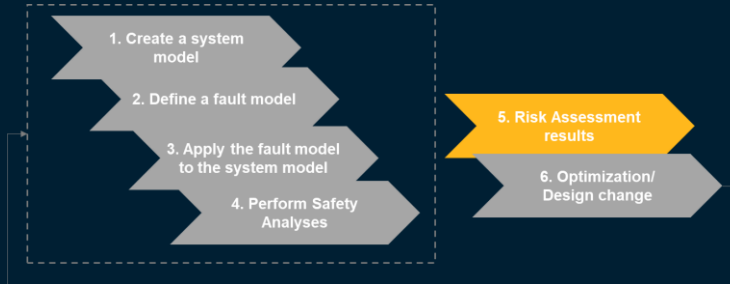 1. Create a system
model
2. Define a fault model
3. Apply the fault model
to the system model
4. Perform Safety
Analyses
5. Risk Assessment
results
6. Optimization/
Design change